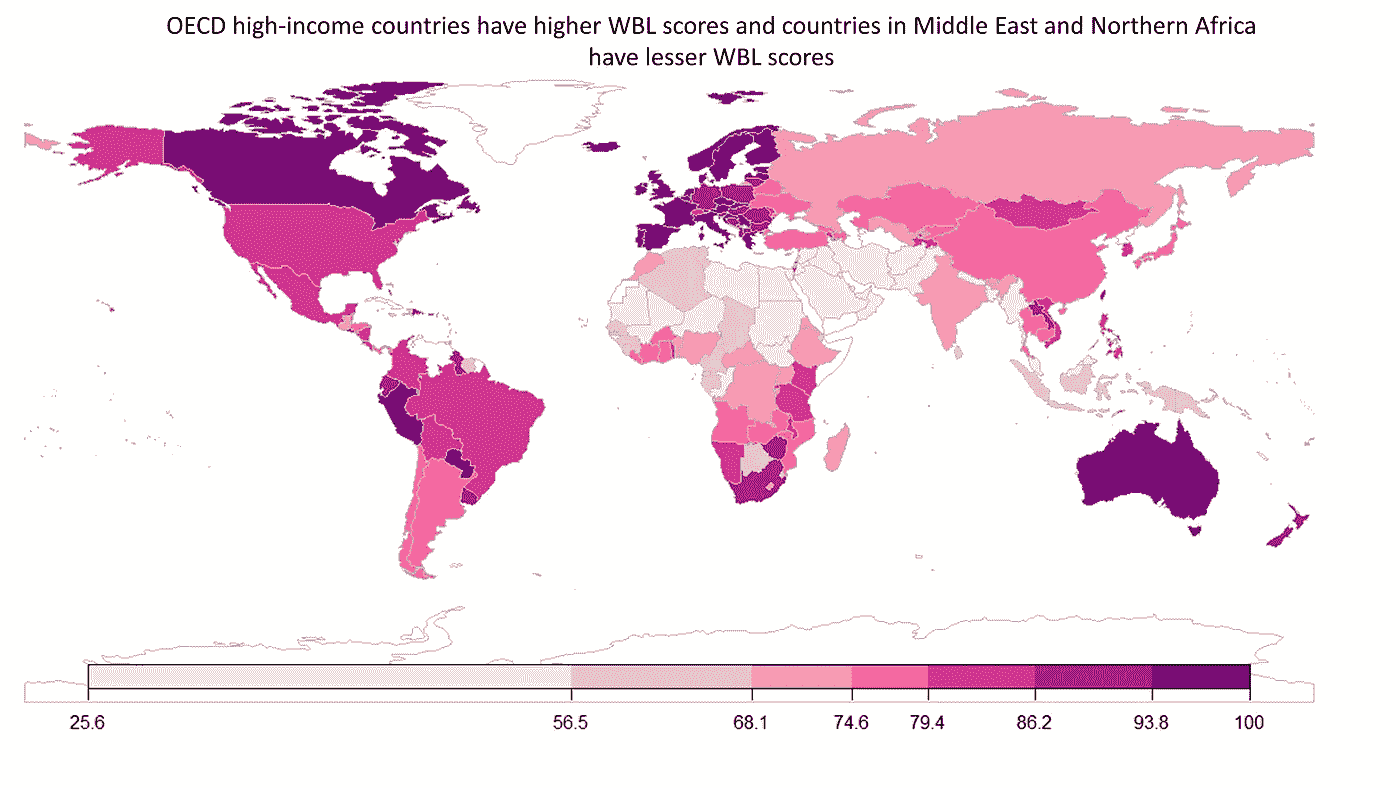 OECD high-income countries have higher WBL scores and countries in Middle East and Northern Africa
have lesser WBL scores
25.6 56.5 68.1 74.6 79.4 86.2 93.8 100